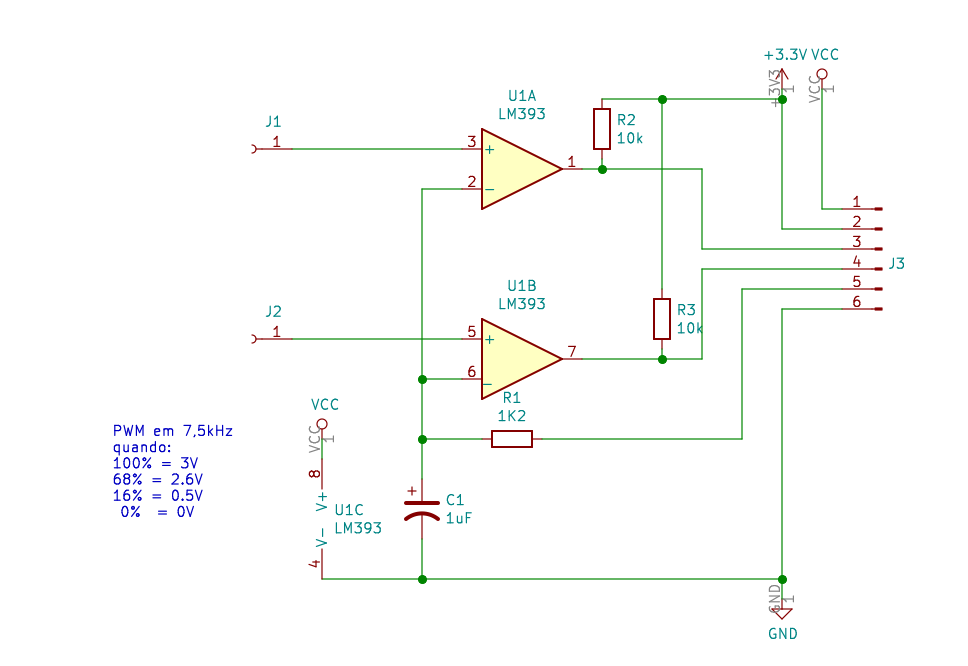 +3.3V VCC
+3V3 1 VCC 1
U1A
LM393
J1
1
3
+
2
−
1
R2
10k
1
2
3
4
5
6
J3
U1B
LM393
J2
1
5
+
6
−
7
R3
10k
R1
1K2
VCC
VCC 1
PWM em 7,5kHz
quando:
100% = 3V
68% = 2.6V
16% = 0.5V
0% = 0V
8
V+
V−
4
U1C
LM393
+
C1
1uF
GND 1
GND